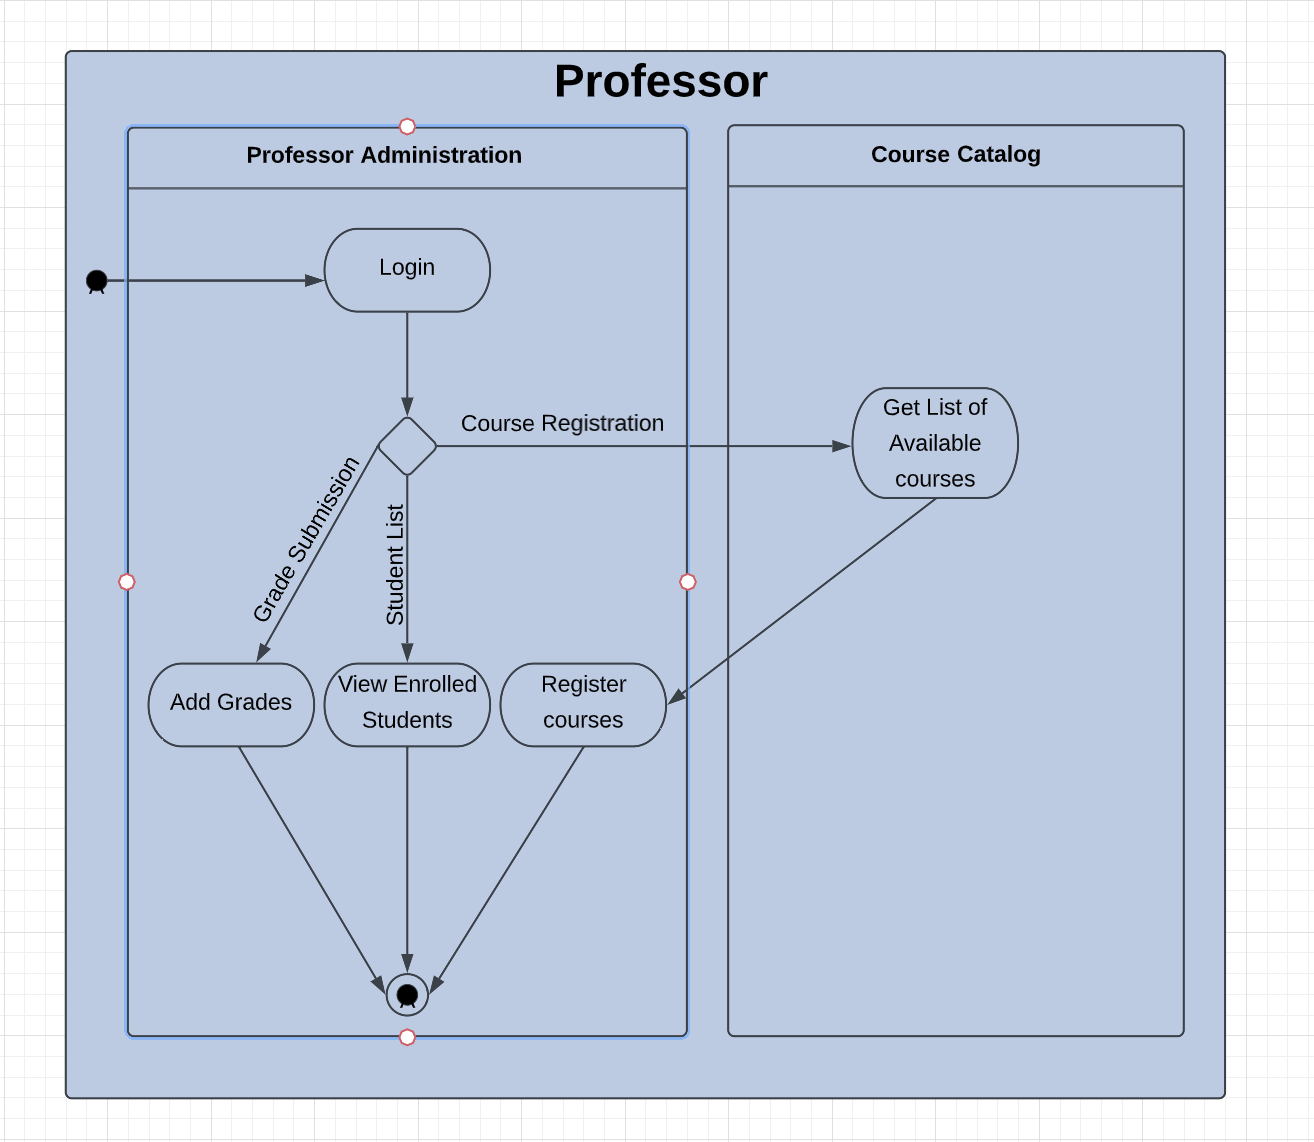 Professor
Professor Administration
Course Catalog
Login
Course Registration
Get List of
Available
courses
Grade Submission
Student List
Add Grades
View Enrolled
Students
Register
courses